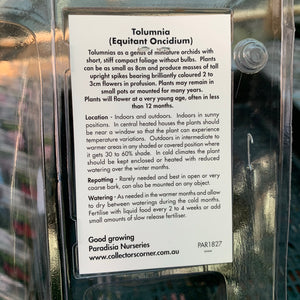 Tolumnia
(Equitant Oncidium)
Tolumnias as a genus of miniature orchids with
short, stiff compact foliage without bulbs. Plants
can be as small as 8cm and produce masses of tall
upright spikes bearing brilliantly coloured 2 to
3cm flowers in profusion. Plants may remain in
small pots or mounted for many years.
Plants will flower at a very young age, often in less
than 12 months.
Location - Indoors and outdoors. Indoors in sunny
positions. In central heated houses the plants should
be near a window so that the plant can experience
temperature variations. Outdoors in intermediate to
warmer areas in any shaded or covered position where
it gets 30 to 60% shade. In cold climates the plant
should be kept enclosed or heated with reduced
watering over the winter months.
Repotting - Rarely needed and best in open or very
coarse bark, can also be mounted on any object.
Watering - As needed in the warmer months and allow
to dry between waterings during the cold months.
Fertilise with liquid food every 2 to 4 weeks or add
small amounts of slow release fertiliser.
Good growing
Paradisia Nurseries
www.collectorscorner.com.au
PAR1827